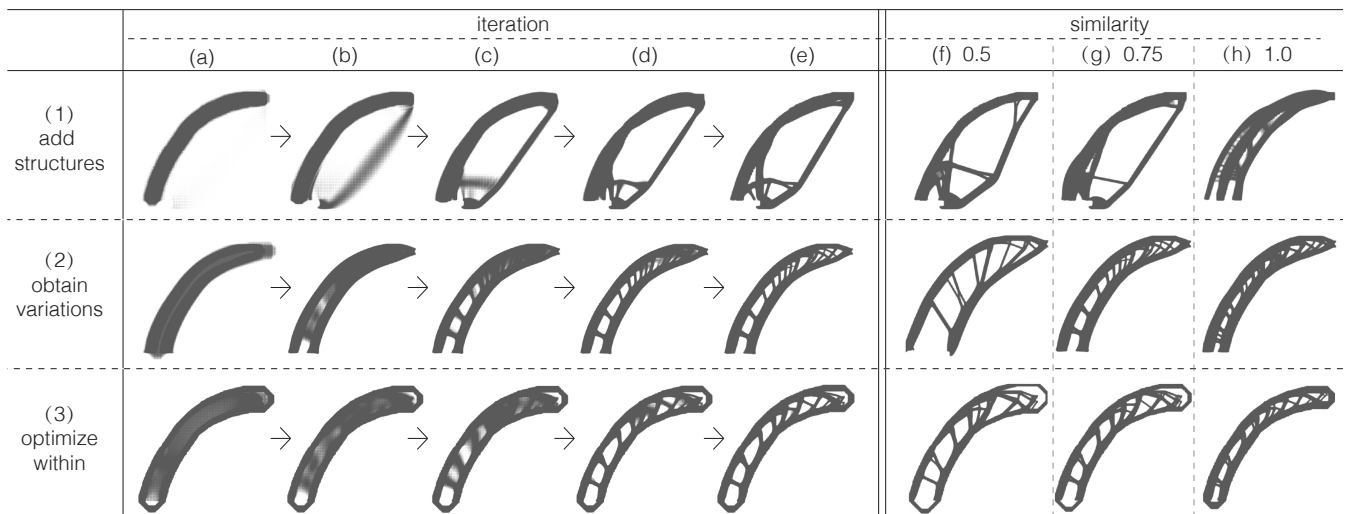 iteration
similarity
(a)
(b)
(c)
(d)
(e)
(f) 0.5
(g) 0.75
(h) 1.0
(1)
add
structures
(2)
obtain
variations
(3)
optimize
within